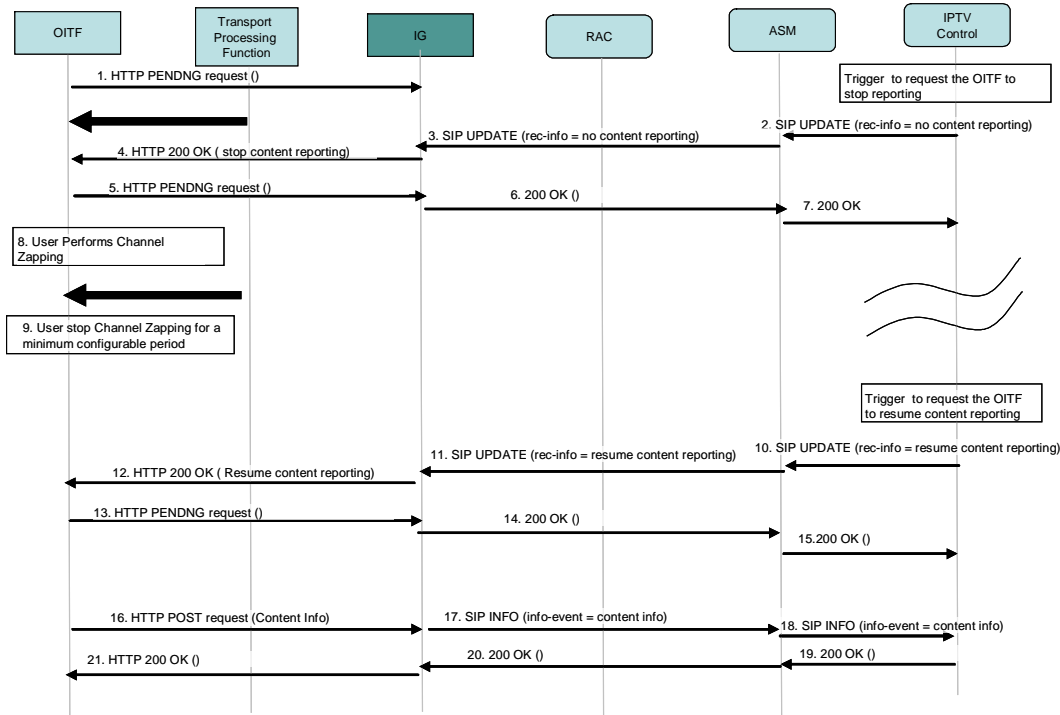 OITF
Transport
Processing
Function
IG
RAC
ASM
IPTV
Control
1. HTTP PENDNG request ()
Trigger to request the OITF to
stop reporting
2. SIP UPDATE (rec-info = no content reporting)
3. SIP UPDATE (rec-info = no content reporting)
4. HTTP 200 OK ( stop content reporting)
5. HTTP PENDNG request ()
6. 200 OK ()
7. 200 OK
8. User Performs Channel
Zapping
9. User stop Channel Zapping for a
minimum configurable period
Trigger to request the OITF
to resume content reporting
10. SIP UPDATE (rec-info = resume content reporting)
11. SIP UPDATE (rec-info = resume content reporting)
12. HTTP 200 OK ( Resume content reporting)
13. HTTP PENDNG request ()
14. 200 OK ()
15.200 OK ()
16. HTTP POST request (Content Info)
17. SIP INFO (info-event = content info)
18. SIP INFO (info-event = content info)
19. 200 OK ()
20. 200 OK ()
21. HTTP 200 OK ()